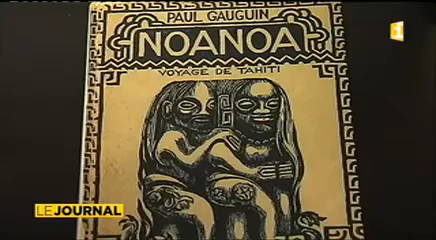 1
PAUL GAUGUIN
NOANOA
VOYAGE DE TAHITI
LE JOURNAL